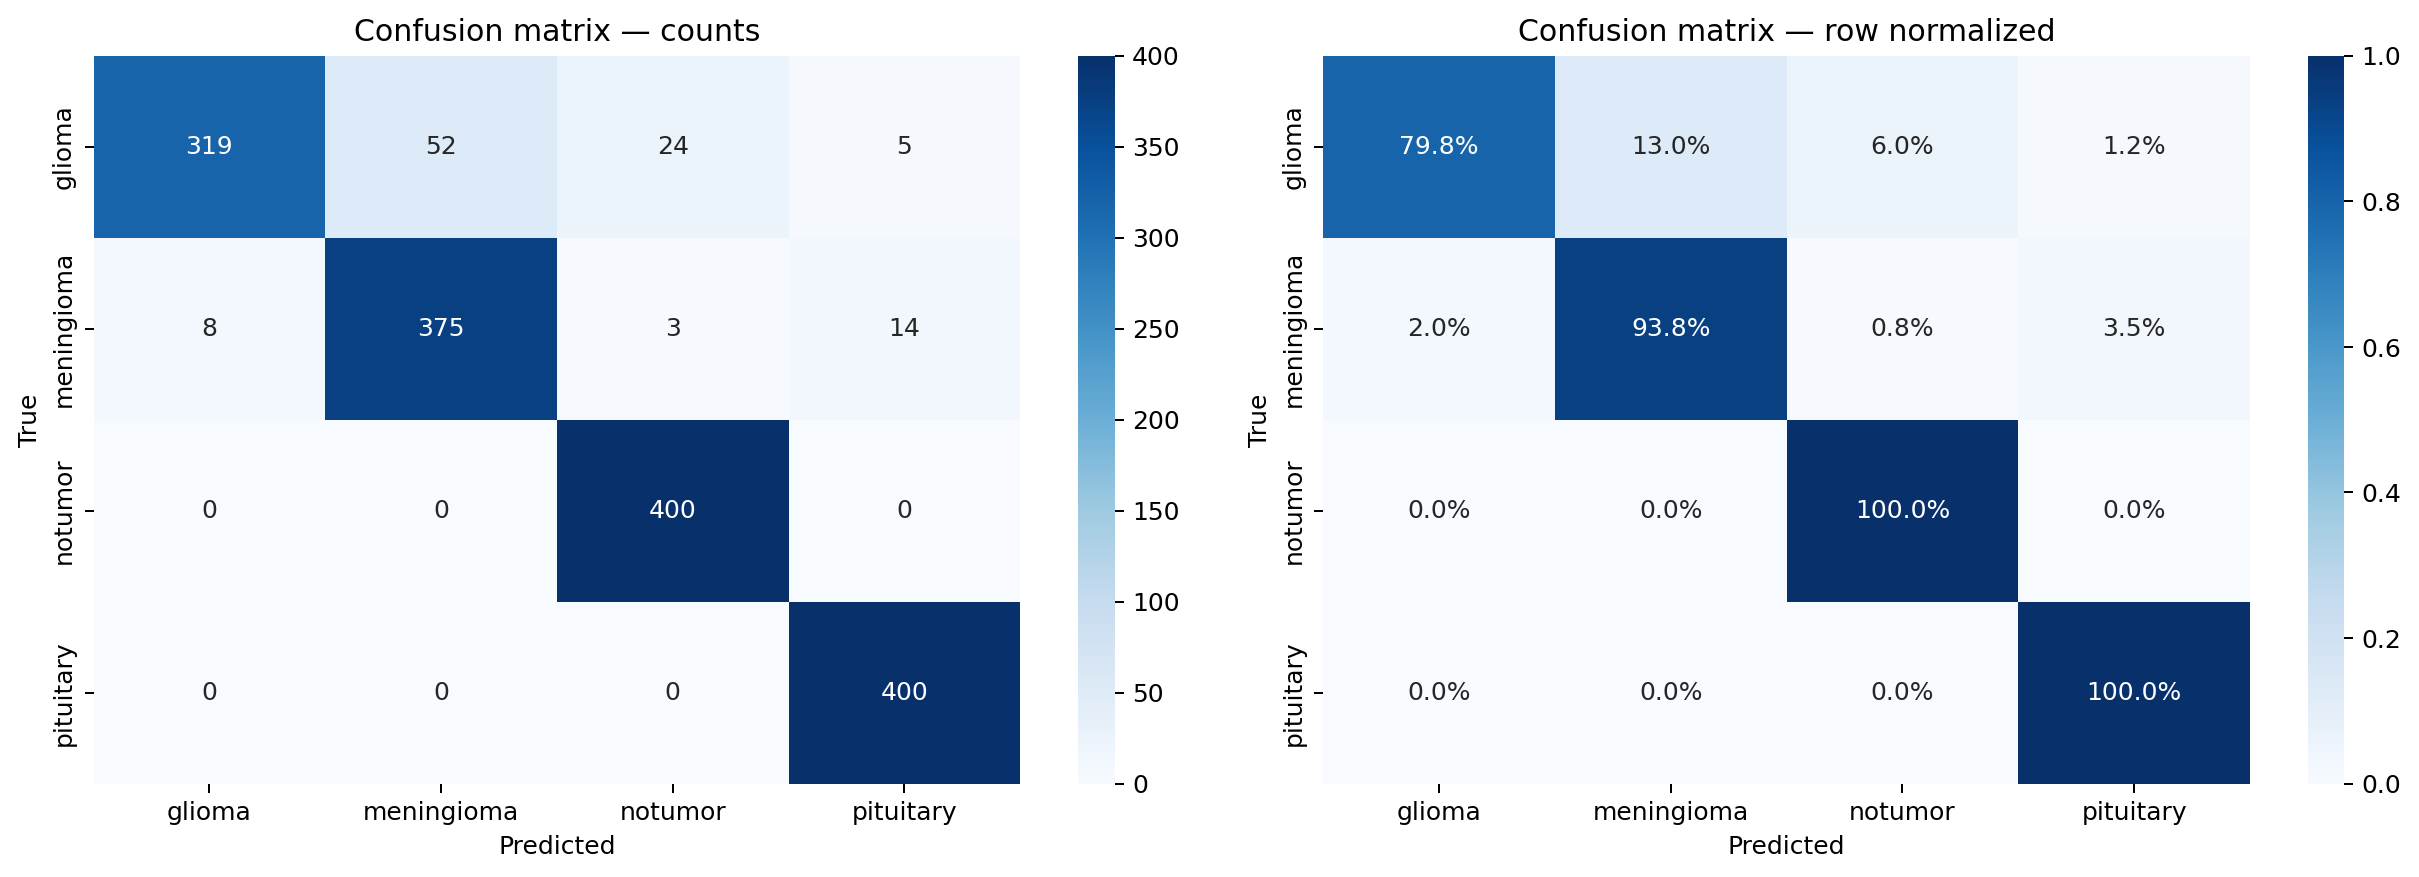 Confusion matrix — counts
glioma
meningioma
notumor
pituitary
True
319 52 24 5
8 375 3 14
0 0 400 0
0 0 0 400
glioma meningioma notumor pituitary
Predicted
400
350
300
250
200
150
100
50
0
Confusion matrix — row normalized
glioma
meningioma
notumor
pituitary
True
79.8% 13.0% 6.0% 1.2%
2.0% 93.8% 0.8% 3.5%
0.0% 0.0% 100.0% 0.0%
0.0% 0.0% 0.0% 100.0%
glioma meningioma notumor pituitary
Predicted
1.0
0.8
0.6
0.4
0.2
0.0